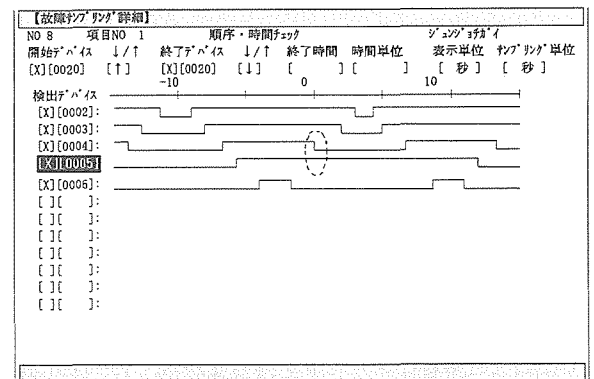 【故障サンプリング詳細】
NO 8 項目NO 1 順序・時間チェック ジュンジョチガイ
開始デバイス ↓/↑ 終了デバイス ↓/↑ 終了時間 時間単位 表示単位 サンプリング単位
[X][0020] [↑] [X][0020] [↓] [ ] [ ] [ 秒 ] [ 秒 ]
-10 0 10
検出デバイス
[X][0002]:
[X][0003]:
[X][0004]:
[X][0005]
[X][0006]:
[ ][ ]:
[ ][ ]:
[ ][ ]:
[ ][ ]:
[ ][ ]:
[ ][ ]:
[ ][ ]: